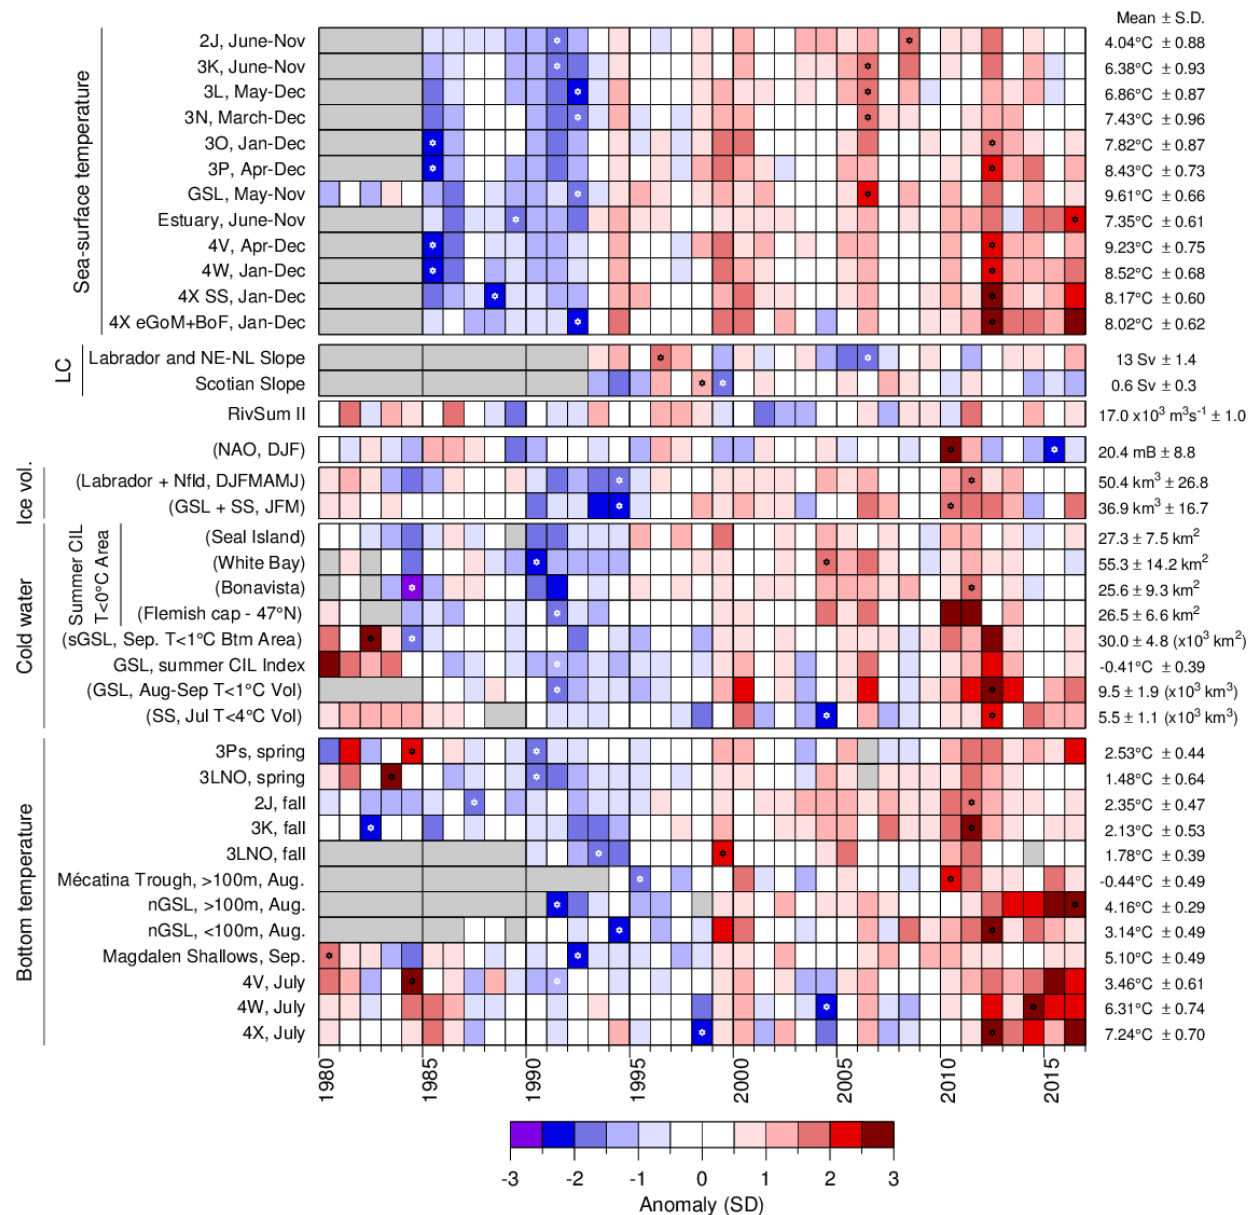 Mean ± S.D.
Sea-surface temperature
2J, June-Nov 4.04°C ± 0.88
3K, June-Nov 6.38°C ± 0.93
3L, May-Dec 6.86°C ± 0.87
3N, March-Dec 7.43°C ± 0.96
3O, Jan-Dec 7.82°C ± 0.87
3P, Apr-Dec 8.43°C ± 0.73
GSL, May-Nov 9.61°C ± 0.66
Estuary, June-Nov 7.35°C ± 0.61
4V, Apr-Dec 9.23°C ± 0.75
4W, Jan-Dec 8.52°C ± 0.68
4X SS, Jan-Dec 8.17°C ± 0.60
4X eGoM+BoF, Jan-Dec 8.02°C ± 0.62
LC
Labrador and NE-NL Slope 13 Sv ± 1.4
Scotian Slope 0.6 Sv ± 0.3
RivSum II 17.0 x10³ m³s⁻¹ ± 1.0
(NAO, DJF) 20.4 mB ± 8.8
Ice vol.
(Labrador + Nfld, DJFMAMJ) 50.4 km³ ± 26.8
(GSL + SS, JFM) 36.9 km³ ± 16.7
Cold water
Summer CIL
T<0°C Area
(Seal Island) 27.3 ± 7.5 km²
(White Bay) 55.3 ± 14.2 km²
(Bonavista) 25.6 ± 9.3 km²
(Flemish cap - 47°N) 26.5 ± 6.6 km²
(sGSL, Sep. T<1°C Btm Area) 30.0 ± 4.8 (x10³ km²)
GSL, summer CIL Index -0.41°C ± 0.39
(GSL, Aug-Sep T<1°C Vol) 9.5 ± 1.9 (x10³ km³)
(SS, Jul T<4°C Vol) 5.5 ± 1.1 (x10³ km³)
Bottom temperature
3Ps, spring 2.53°C ± 0.44
3LNO, spring 1.48°C ± 0.64
2J, fall 2.35°C ± 0.47
3K, fall 2.13°C ± 0.53
3LNO, fall 1.78°C ± 0.39
Mécatina Trough, >100m, Aug. -0.44°C ± 0.49
nGSL, >100m, Aug. 4.16°C ± 0.29
nGSL, <100m, Aug. 3.14°C ± 0.49
Magdalen Shallows, Sep. 5.10°C ± 0.49
4V, July 3.46°C ± 0.61
4W, July 6.31°C ± 0.74
4X, July 7.24°C ± 0.70
1980 1985 1990 1995 2000 2005 2010 2015
-3 -2 -1 0 1 2 3
Anomaly (SD)